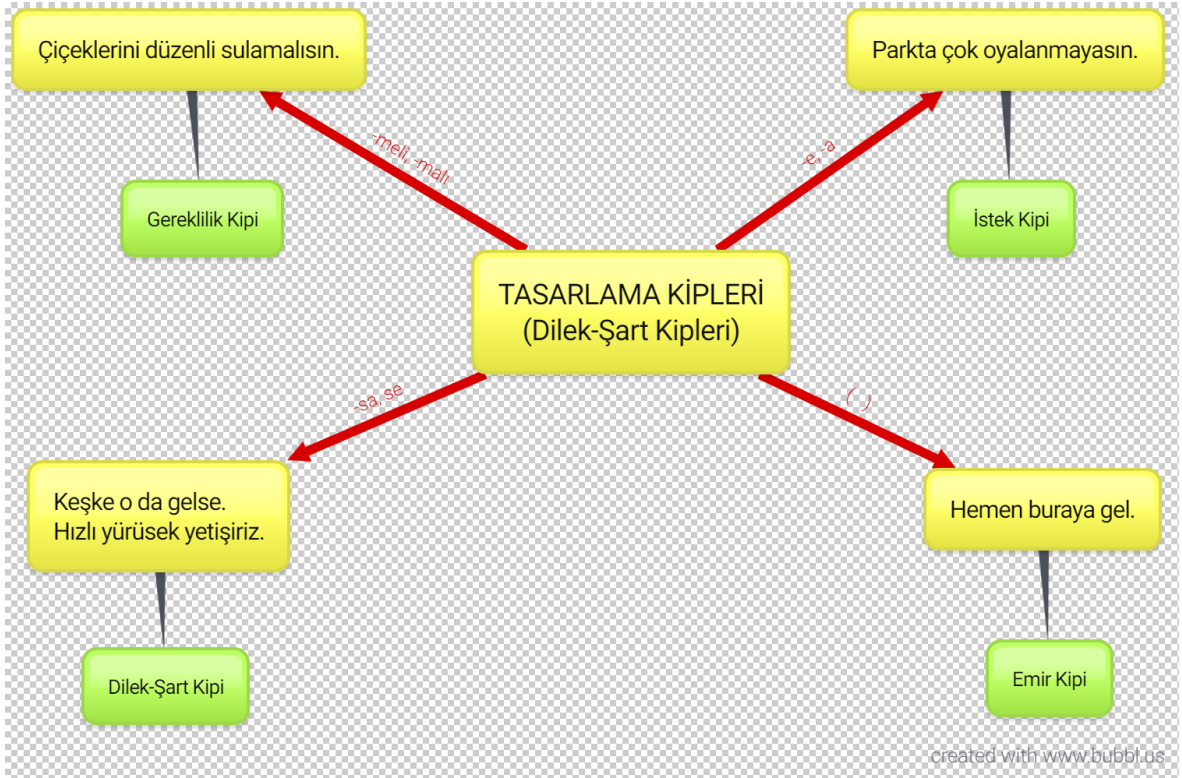 Çiçeklerini düzenli sulamalısın.
Parkta çok oyalanmayasın.
-meli, -malı
-e, -a
Gereklilik Kipi
İstek Kipi
TASARLAMA KİPLERİ
(Dilek-Şart Kipleri)
-sa, se
( - )
Keşke o da gelse.
Hızlı yürüsek yetişiriz.
Hemen buraya gel.
Dilek-Şart Kipi
Emir Kipi
created with www.bubbl.us